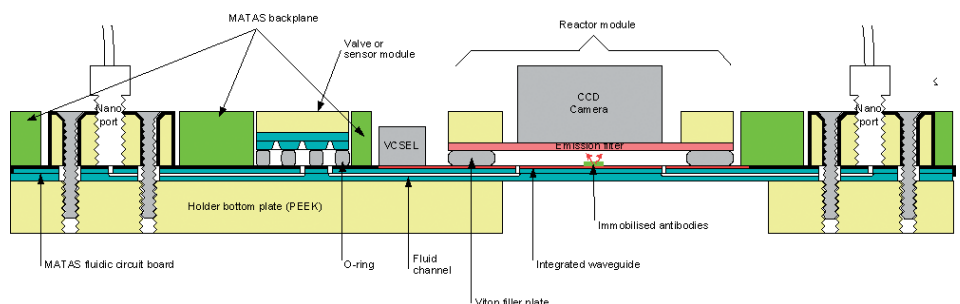 MATAS backplane
Reactor module
Valve or
sensor module
CCD
Camera
Nano
port
Nano
port
VCSEL
Emission filter
Holder bottom plate (PEEK)
Immobilised antibodies
MATAS fluidic circuit board
O-ring
Fluid
channel
Integrated waveguide
Viton filler plate